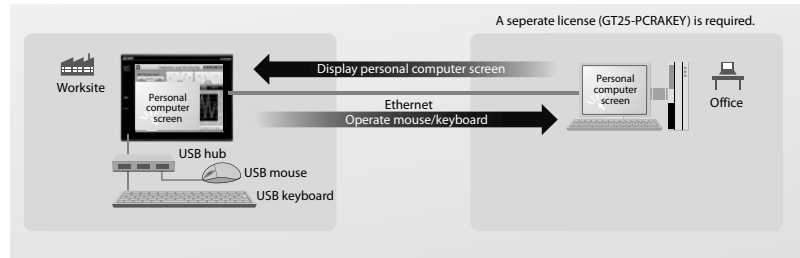 A seperate license (GT25-PCRAKEY) is required.
Worksite
Personal
computer
screen
Display personal computer screen
Ethernet
Operate mouse/keyboard
Personal
computer
screen
Office
USB hub
USB mouse
USB keyboard